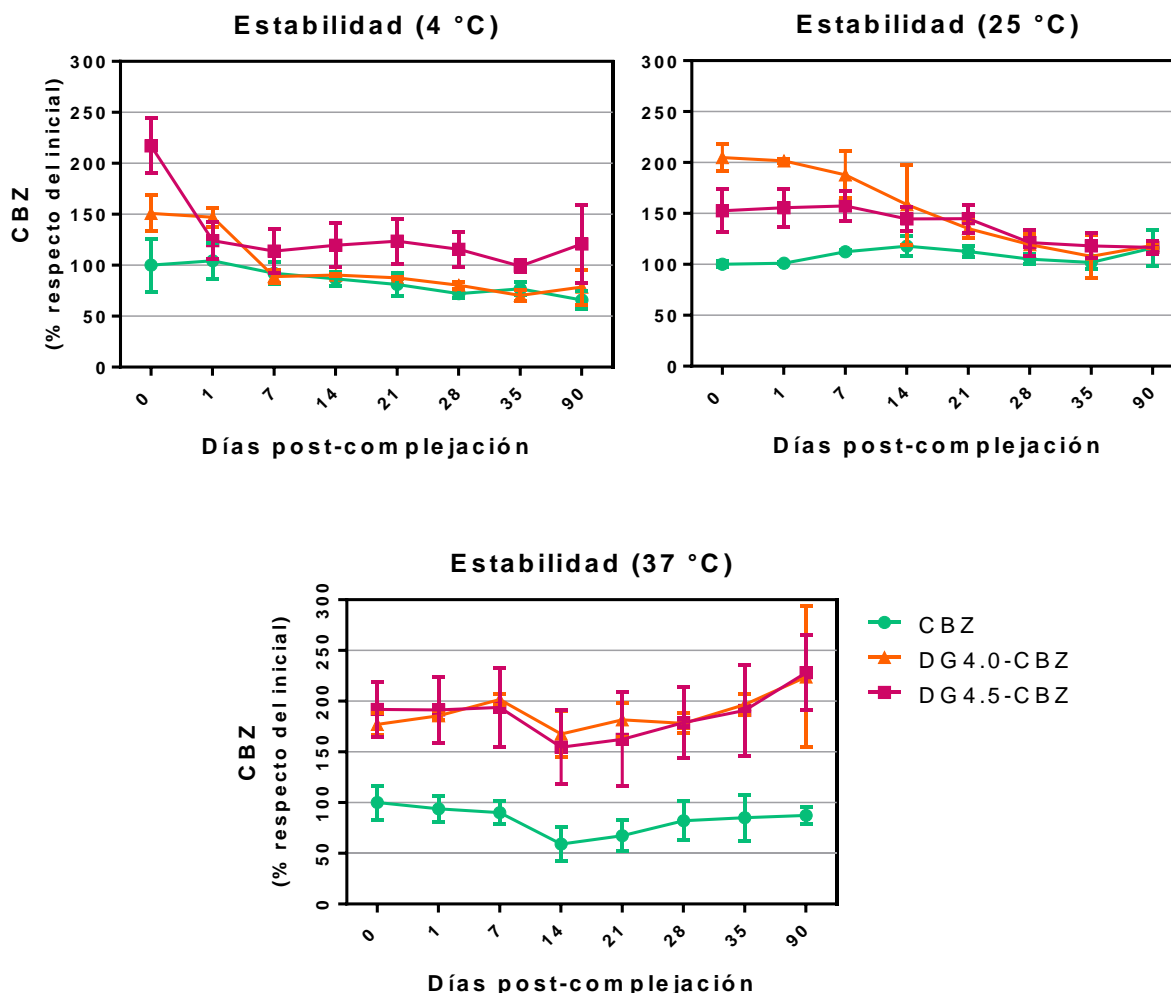 Estabilidad (4 °C)
CBZ
(% respecto del inicial)
300
250
200
150
100
50
0
0 1 7 14 21 28 35 90
Días post-complejación
Estabilidad (25 °C)
300
250
200
150
100
50
0
0 1 7 14 21 28 35 90
Días post-complejación
Estabilidad (37 °C)
CBZ
(% respecto del inicial)
300
250
200
150
100
50
0
0 1 7 14 21 28 35 90
Días post-complejación
CBZ
DG4.0-CBZ
DG4.5-CBZ